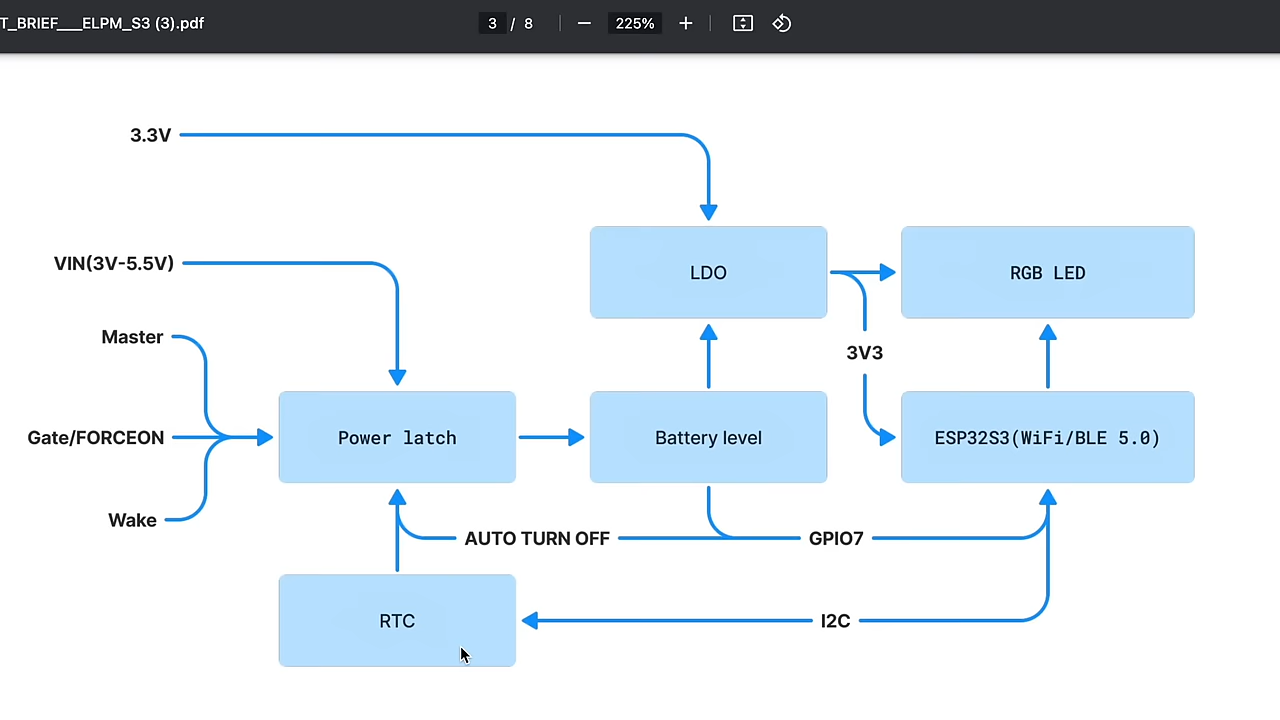 T_BRIEF___ELPM_S3 (3).pdf
3 / 8
225%
3.3V
VIN(3V-5.5V)
LDO
RGB LED
Master
3V3
Gate/FORCEON
Power latch
Battery level
ESP32S3(WiFi/BLE 5.0)
Wake
AUTO TURN OFF
GPIO7
RTC
I2C